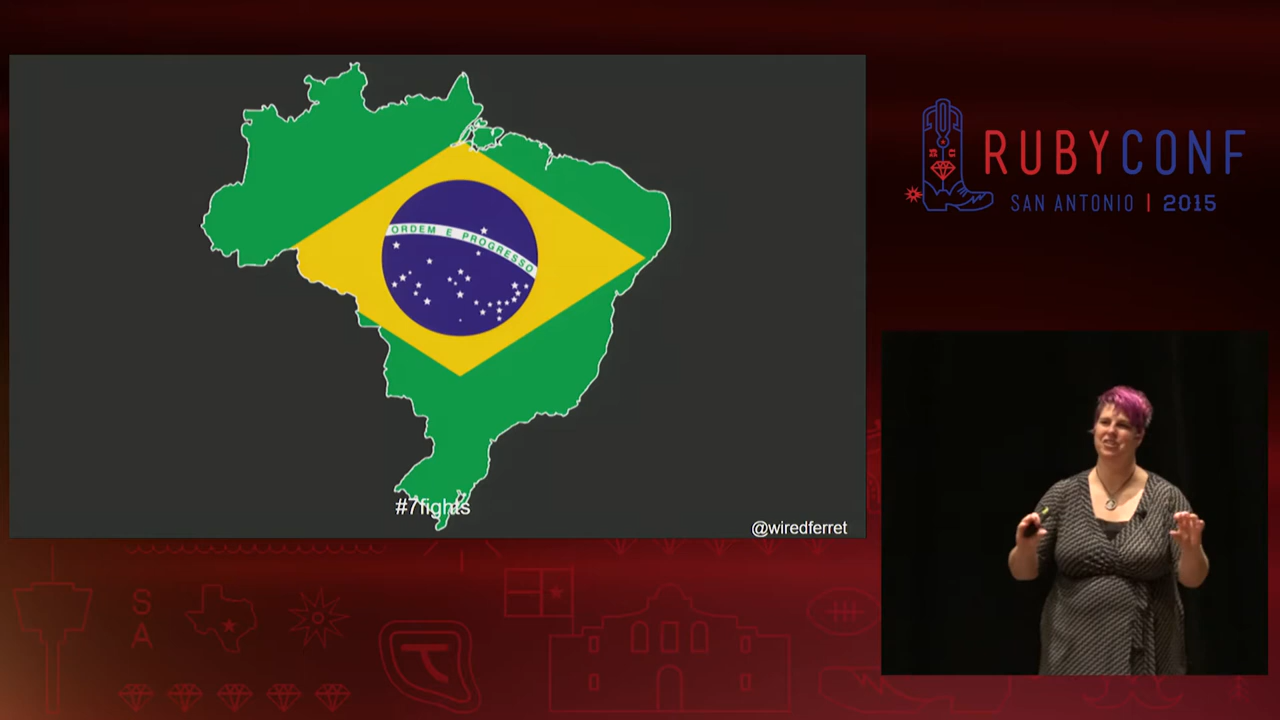 ORDEM E PROGRESSO
#7fights
@wiredferret
RUBYCONF
SAN ANTONIO | 2015
S
A